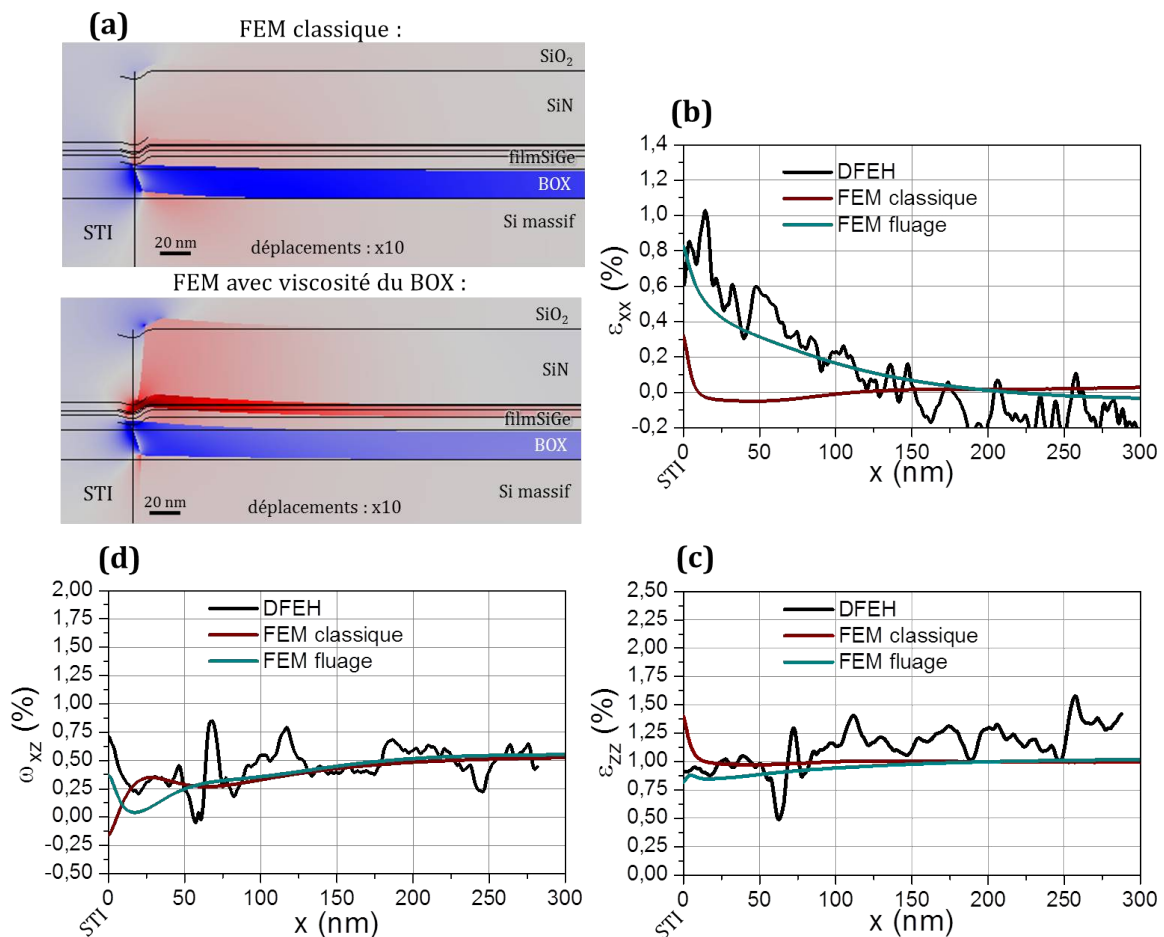 (a)
FEM classique :
SiO2
SiN
filmSiGe
BOX
Si massif
STI
20 nm
déplacements : x10
FEM avec viscosité du BOX :
SiO2
SiN
filmSiGe
BOX
Si massif
STI
20 nm
déplacements : x10
(b)
DFEH
FEM classique
FEM fluage
εxx (%)
1,4
1,2
1,0
0,8
0,6
0,4
0,2
0,0
-0,2
0 50 100 150 200 250 300
STI
x (nm)
(d)
DFEH
FEM classique
FEM fluage
ωxz (%)
2,00
1,75
1,50
1,25
1,00
0,75
0,50
0,25
0,00
-0,25
-0,50
0 50 100 150 200 250 300
STI
x (nm)
(c)
DFEH
FEM classique
FEM fluage
εzz (%)
2,50
2,25
2,00
1,75
1,50
1,25
1,00
0,75
0,50
0,25
0,00
0 50 100 150 200 250 300
STI
x (nm)